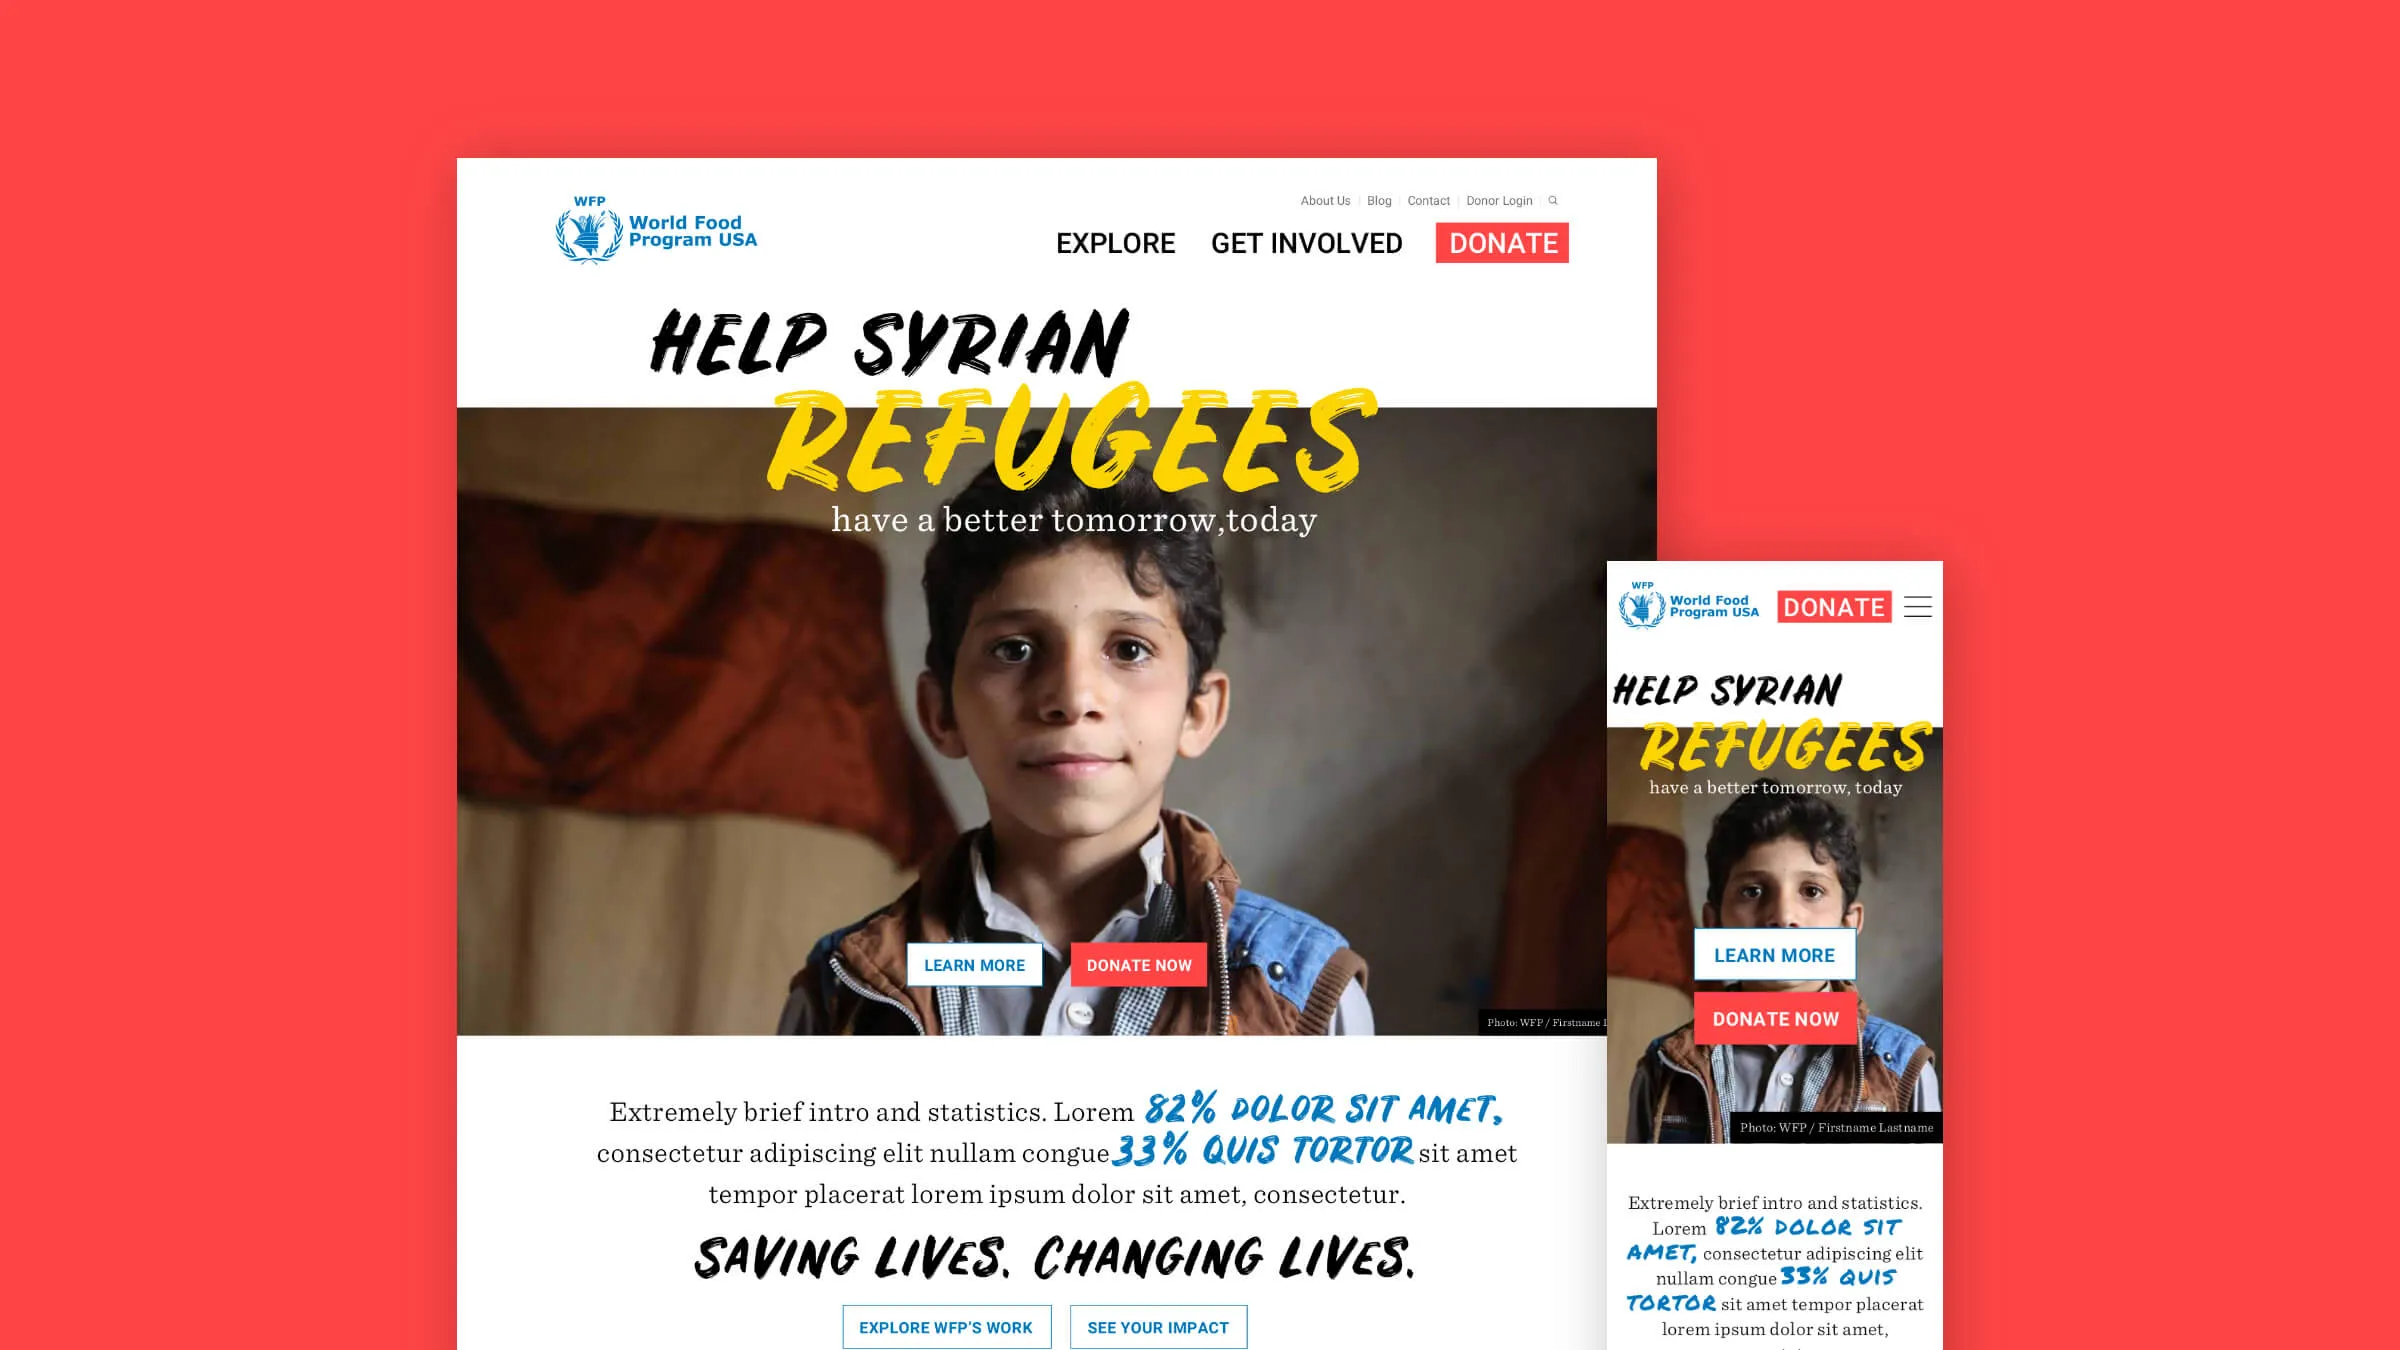 WFP
World Food
Program USA
About Us | Blog | Contact | Donor Login
EXPLORE GET INVOLVED DONATE
HELP SYRIAN
REFUGEES
have a better tomorrow,today
LEARN MORE DONATE NOW
Photo: WFP / Firstname
Extremely brief intro and statistics. Lorem 82% DOLOR SIT AMET,
consectetur adipiscing elit nullam congue 33% QUIS TORTOR sit amet
tempor placerat lorem ipsum dolor sit amet, consectetur.
SAVING LIVES. CHANGING LIVES.
EXPLORE WFP'S WORK SEE YOUR IMPACT
WFP
World Food
Program USA
DONATE
HELP SYRIAN
REFUGEES
have a better tomorrow, today
LEARN MORE
DONATE NOW
Photo: WFP / Firstname Lastname
Extremely brief intro and statistics.
Lorem 82% DOLOR SIT
AMET, consectetur adipiscing elit
nullam congue 33% QUIS
TORTOR sit amet tempor placerat
lorem ipsum dolor sit amet,